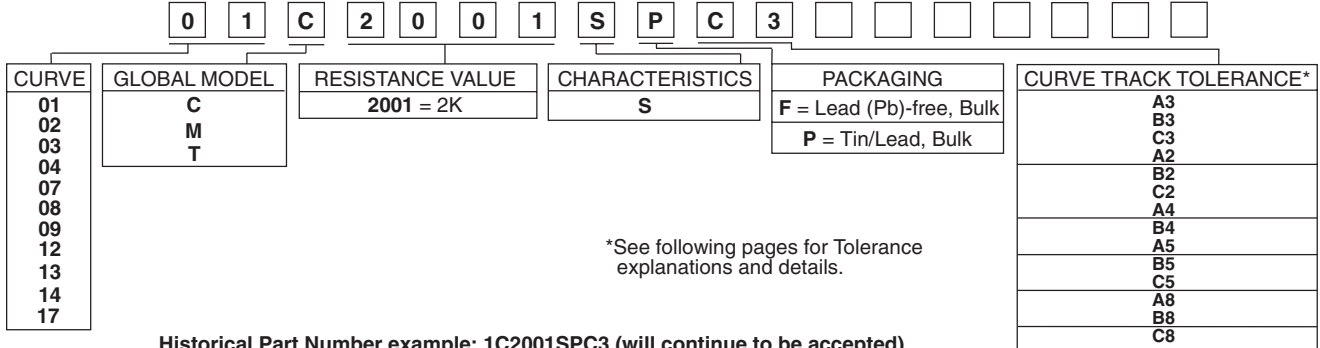 0 1 C 2 0 0 1 S P C 3
CURVE
01
02
03
04
07
08
09
12
13
14
17
GLOBAL MODEL
C
M
T
RESISTANCE VALUE
2001 = 2K
CHARACTERISTICS
S
PACKAGING
F = Lead (Pb)-free, Bulk
P = Tin/Lead, Bulk
CURVE TRACK TOLERANCE*
A3
B3
C3
A2
B2
C2
A4
B4
A5
B5
C5
A8
B8
C8
*See following pages for Tolerance
explanations and details.
Historical Part Number example: 1C2001SPC3 (will continue to be accepted)